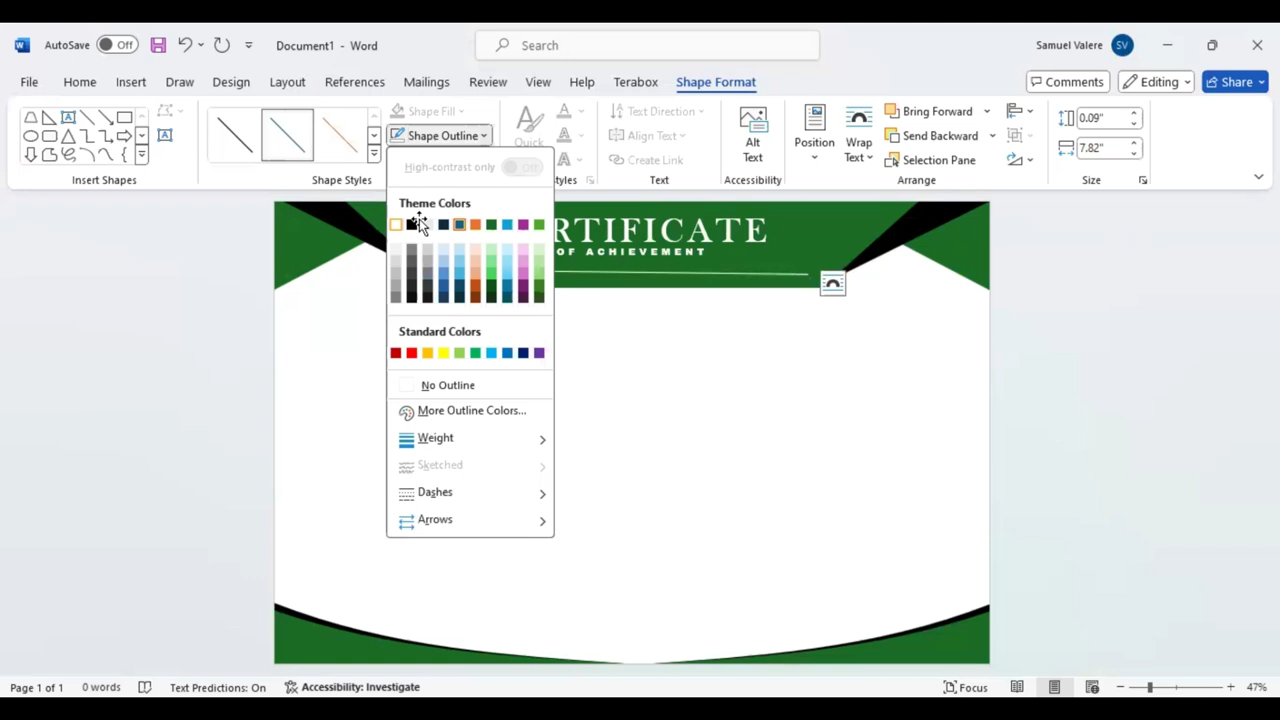 AutoSave Off Document1 - Word Search Samuel Valere SV
File Home Insert Draw Design Layout References Mailings Review View Help Terabox Shape Format Comments Editing Share
Shape Fill
Shape Outline
Quick
Insert Shapes
Shape Styles
Text Direction
Align Text
Create Link
Text
Alt
Text
Accessibility
Position
Wrap
Text
Bring Forward
Send Backward
Selection Pane
Arrange
0.09"
7.82"
Size
High-contrast only Off
Theme Colors
Standard Colors
No Outline
More Outline Colors...
Weight
Sketched
Dashes
Arrows
RTIFICATE
OF ACHIEVEMENT
Page 1 of 1 0 words Text Predictions: On Accessibility: Investigate Focus 47%